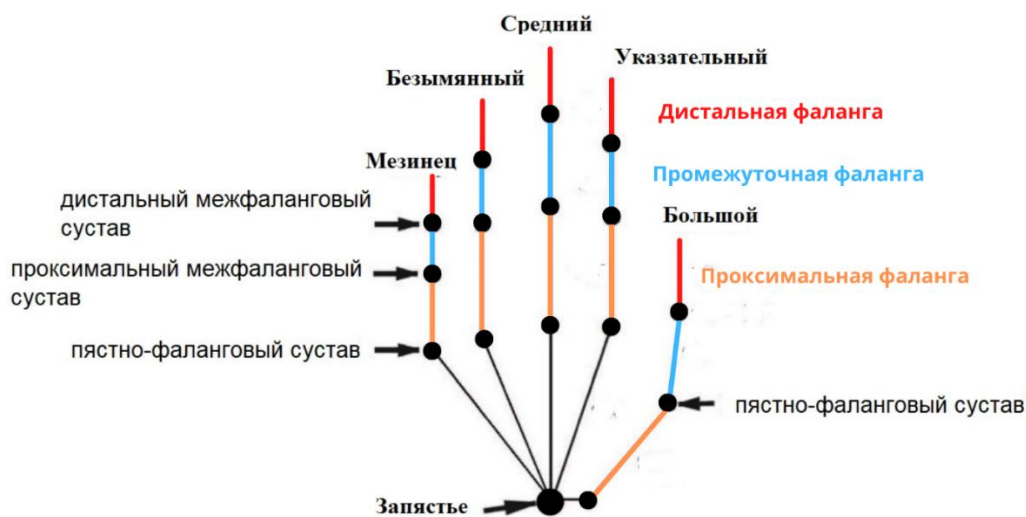 Средний
Указательный
Безымянный
Дистальная фаланга
Мезинец
Промежуточная фаланга
дистальный межфаланговый
сустав
Большой
проксимальный межфаланговый
сустав
Проксимальная фаланга
пястно-фаланговый сустав
пястно-фаланговый сустав
Запястье